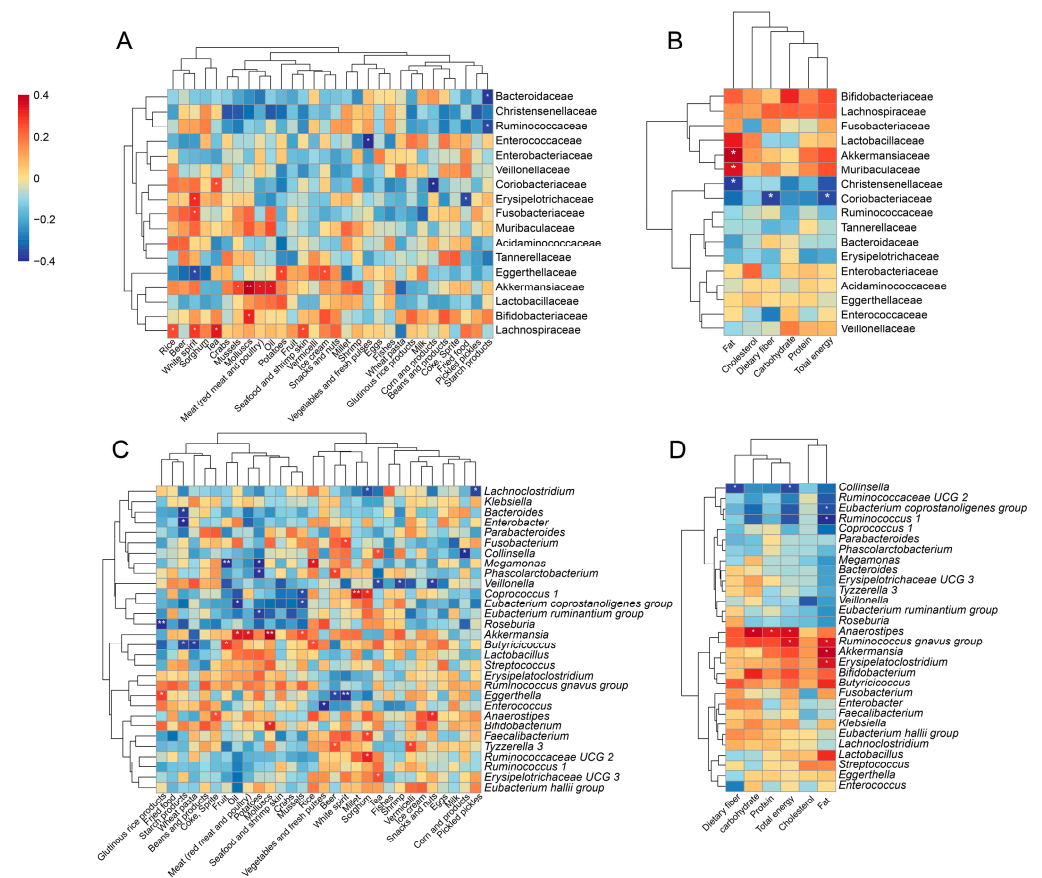 A
B
0.4
0.2
0
−0.2
−0.4
Bacteroidaceae
Christensenellaceae
Ruminococcaceae
Enterococcaceae
Enterobacteriaceae
Veillonellaceae
Coriobacteriaceae
Erysipelotrichaceae
Fusobacteriaceae
Muribaculaceae
Acidaminococcaceae
Tannerellaceae
Eggerthellaceae
Akkermansiaceae
Lactobacillaceae
Bifidobacteriaceae
Lachnospiraceae
Rice
Beer
White spirit
Sorghum
Tea
Crabs
Mussels
Molluscs
Meat (red meat and poultry)
Oil
Potatoes
Fruit
Seafood and shrimp skin
Vermicelli
Ice cream
Snacks and nuts
Millet
Shrimp
Vegetables and fresh pulses
Eggs
Fishes
Wheat pasta
Glutinous rice products
Milk
Corn and products
Beans and products
Coke, Sprite
Fried food
Pickled pickles
Starch products
Bifidobacteriaceae
Lachnospiraceae
Fusobacteriaceae
Lactobacillaceae
Akkermansiaceae
Muribaculaceae
Christensenellaceae
Coriobacteriaceae
Ruminococcaceae
Tannerellaceae
Bacteroidaceae
Erysipelotrichaceae
Enterobacteriaceae
Acidaminococcaceae
Eggerthellaceae
Enterococcaceae
Veillonellaceae
Fat
Cholesterol
Dietary fiber
Carbohydrate
Protein
Toal energy
C
D
Lachnoclostridium
Klebsiella
Bacteroides
Enterobacter
Parabacteroides
Fusobacterium
Collinsella
Megamonas
Phascolarctobacterium
Veillonella
Coprococcus 1
Eubacterium coprostanoligenes group
Eubacterium ruminantium group
Roseburia
Akkermansia
Butyricicoccus
Lactobacillus
Streptococcus
Erysipelatoclostridium
Ruminococcus gnavus group
Eggerthella
Enterococcus
Anaerostipes
Bifidobacterium
Faecalibacterium
Tyzzerella 3
Ruminococcaceae UCG 2
Ruminococcus 1
Erysipelotrichaceae UCG 3
Eubacterium hallii group
Glutinous rice products
Fried food
Starch products
Wheat pasta
Beans and products
Coke, Sprite
Fruit
Oil
Meat (red meat and poultry)
Potatoes
Molluscs
Seafood and shrimp skin
Crabs
Mussels
Rice
Vegetables and fresh pulses
Beer
White spirit
Millet
Sorghum
Tea
Fishes
Shrimp
Vermicelli
Ice cream
Snacks and nuts
Eggs
Milk
Corn and products
Pickled pickles
Collinsella
Ruminococcaceae UCG 2
Eubacterium coprostanoligenes group
Ruminococcus 1
Coprococcus 1
Parabacteroides
Phascolarctobacterium
Megamonas
Bacteroides
Erysipelotrichaceae UCG 3
Tyzzerella 3
Veillonella
Eubacterium ruminantium group
Roseburia
Anaerostipes
Ruminococcus gnavus group
Akkermansia
Erysipelatoclostridium
Bifidobacterium
Butyricicoccus
Fusobacterium
Enterobacter
Faecalibacterium
Klebsiella
Eubacterium hallii group
Lachnoclostridium
Lactobacillus
Streptococcus
Eggerthella
Enterococcus
Dietary fiber
carbohydrate
Protein
Total energy
Cholesterol
Fat